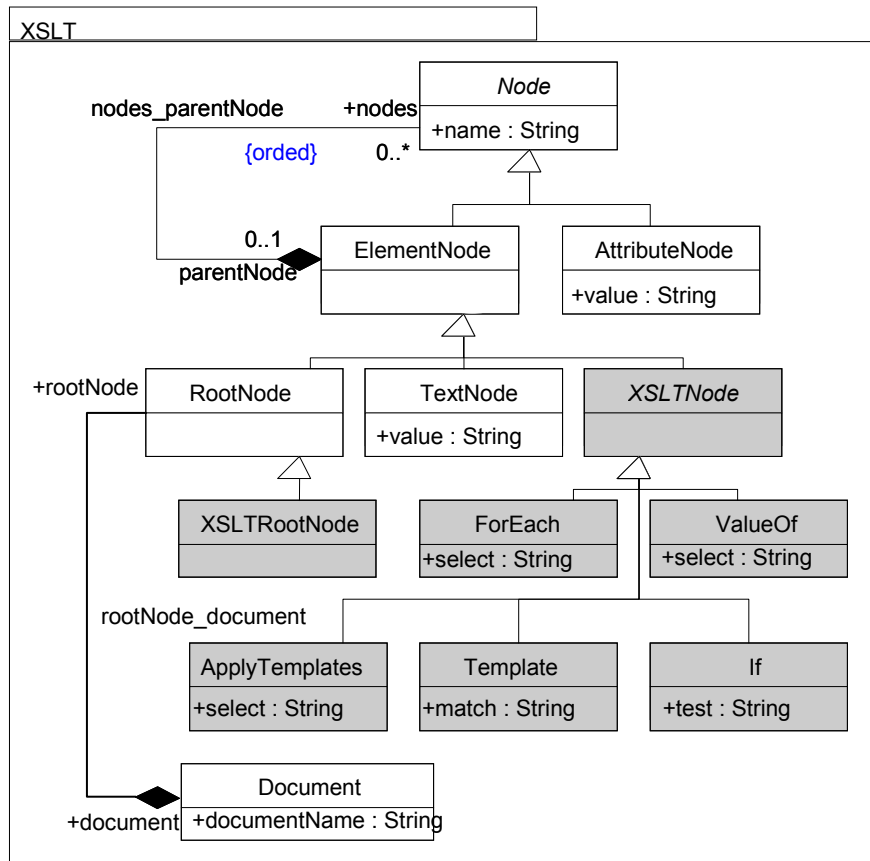 XSLT
Node
nodes_parentNode
+nodes
+name : String
{orded}
0..*
0..1
ElementNode
AttributeNode
parentNode
+value : String
+rootNode
RootNode
TextNode
XSLTNode
+value : String
XSLTRootNode
ForEach
ValueOf
+select : String
+select : String
rootNode_document
ApplyTemplates
Template
If
+select : String
+match : String
+test : String
Document
+document
+documentName : String